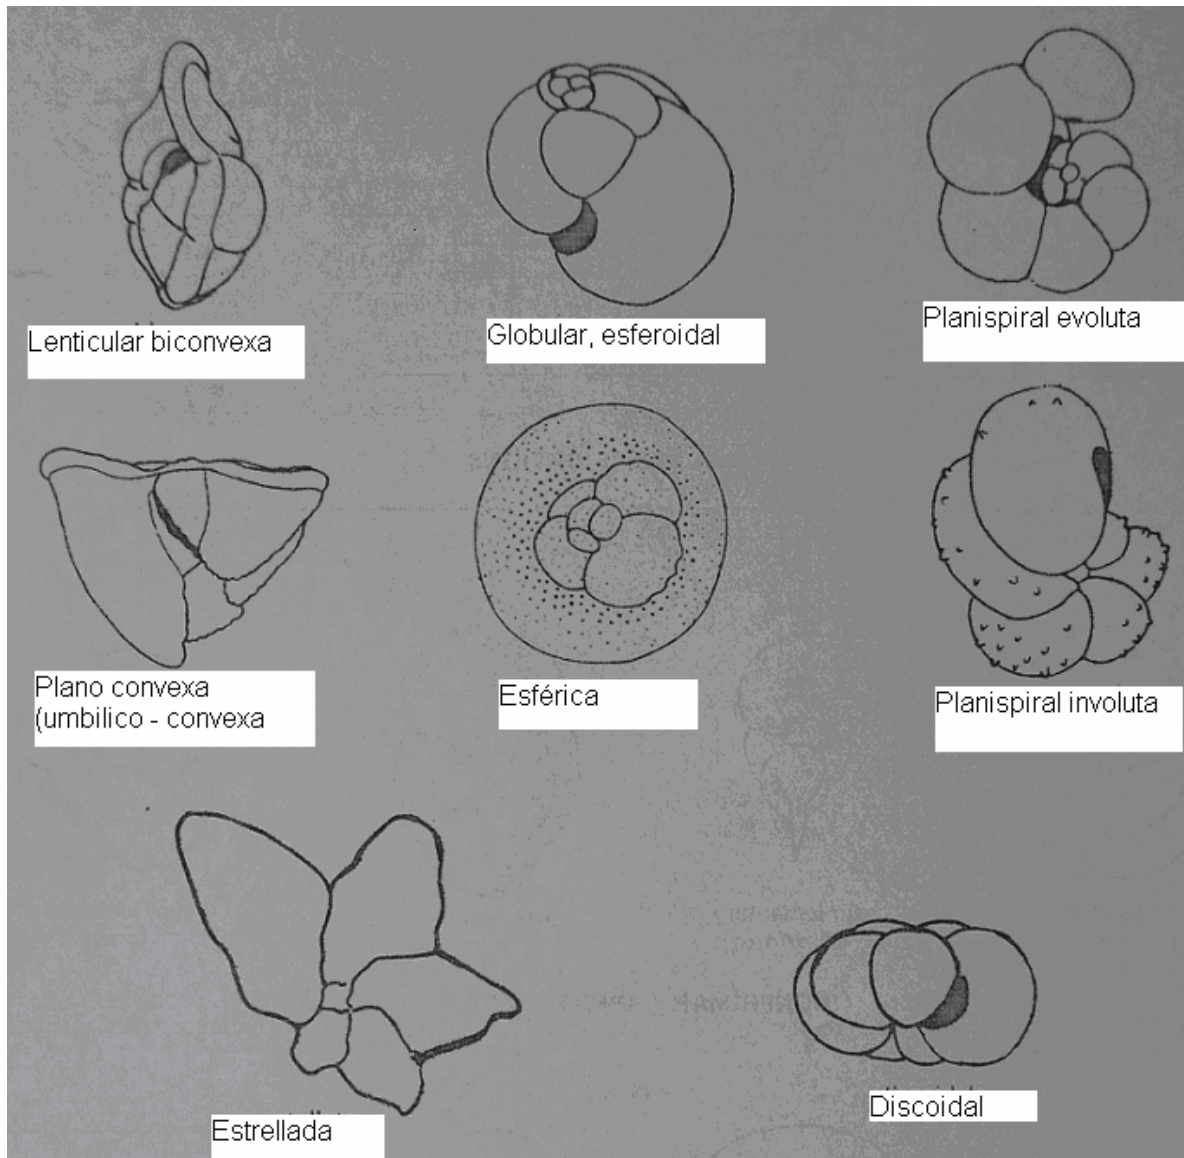 Lenticular biconvexa
Globular, esferoidal
Planispiral evoluta
Plano convexa
(umbilico - convexa
Esférica
Planispiral involuta
Estrellada
Discoidal